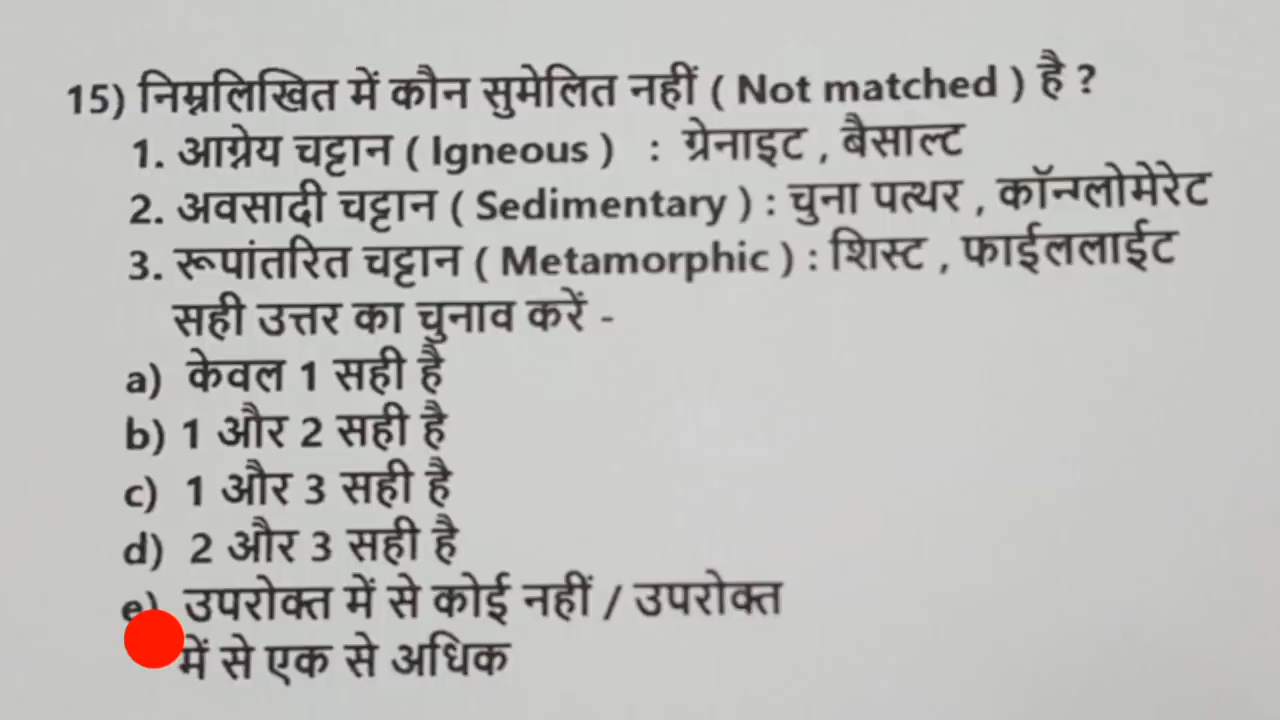 15) निम्नलिखित में कौन सुमेलित नहीं ( Not matched ) है ?
1. आग्नेय चट्टान ( Igneous ) : ग्रेनाइट , बैसाल्ट
2. अवसादी चट्टान ( Sedimentary ) : चुना पत्थर , कॉन्ग्लोमेरेट
3. रूपांतरित चट्टान ( Metamorphic ) : शिस्ट , फाईललाईट
सही उत्तर का चुनाव करें -
a) केवल 1 सही है
b) 1 और 2 सही है
c) 1 और 3 सही है
d) 2 और 3 सही है
e) उपरोक्त में से कोई नहीं / उपरोक्त
में से एक से अधिक